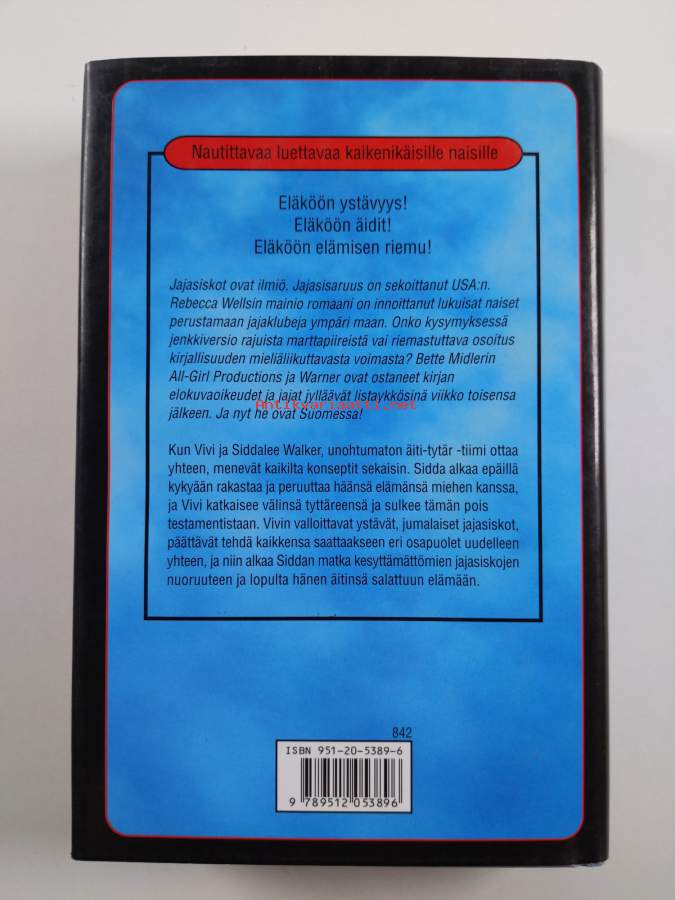 Nautittavaa luettavaa kaikenikäisille naisille
Eläköön ystävyys!
Eläköön äidit!
Eläköön elämisen riemu!
Jajasiskot ovat ilmiö. Jajasisaruus on sekoittanut USA:n.
Rebecca Wellsin mainio romaani on innoittanut lukuisat naiset
perustamaan jajaklubeja ympäri maan. Onko kysymyksessä
jenkkiversio rajuista marttapiireistä vai riemastuttava osoitus
kirjallisuuden mieliäliikuttavasta voimasta? Bette Midlerin
All-Girl Productions ja Warner ovat ostaneet kirjan
elokuvaoikeudet ja jajat jylläävät listaykkösinä viikko toisensa
Antikvariaatti.net
jälkeen. Ja nyt he ovat Suomessa!
Kun Vivi ja Siddalee Walker, unohtumaton äiti-tytär -tiimi ottaa
yhteen, menevät kaikilta konseptit sekaisin. Sidda alkaa epäillä
kykyään rakastaa ja peruuttaa häänsä elämänsä miehen kanssa,
ja Vivi katkaisee välinsä tyttäreensä ja sulkee tämän pois
testamentistaan. Vivin valloittavat ystävät, jumalaiset jajasiskot,
päättävät tehdä kaikkensa saattaakseen eri osapuolet uudelleen
yhteen, ja niin alkaa Siddan matka kesyttämättömien jajasiskojen
nuoruuteen ja lopulta hänen äitinsä salattuun elämään.
842
ISBN 951-20-5389-6
9 789512 053896